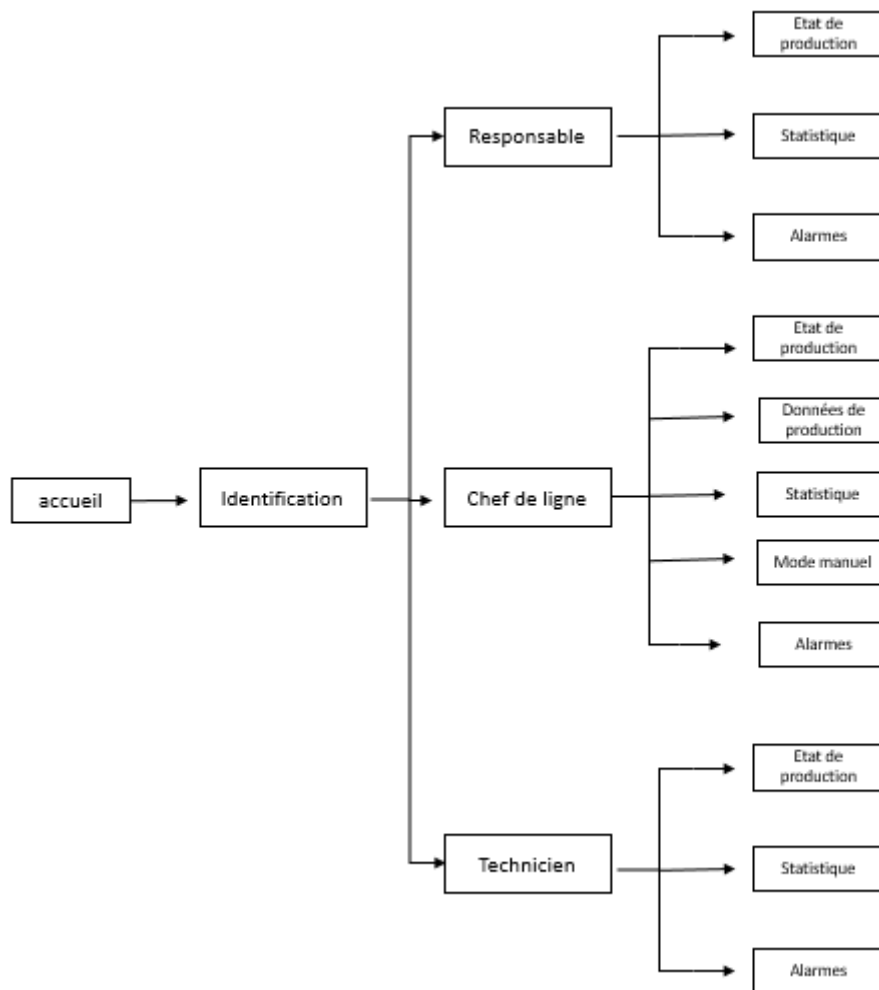 Etat de
production
Responsable
Statistique
Alarmes
Etat de
production
Données de
production
accueil
Identification
Chef de ligne
Statistique
Mode manuel
Alarmes
Etat de
production
Technicien
Statistique
Alarmes